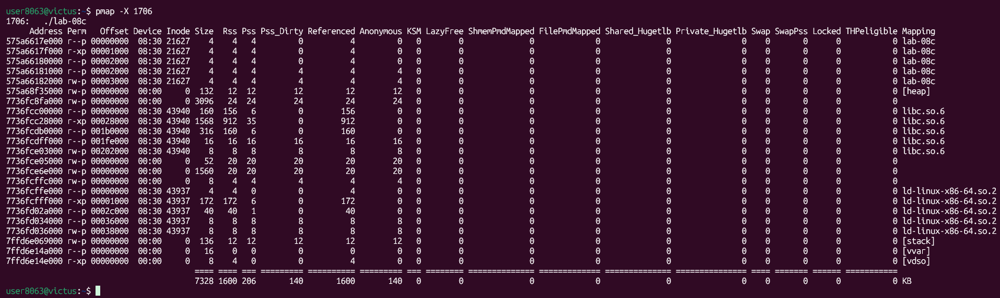 user8063@victus:~$ pmap -X 1706
1706:   ./lab-08c
     Address Perm   Offset Device Inode Size  Rss Pss Pss_Dirty Referenced Anonymous KSM LazyFree ShmemPmdMapped FilePmdMapped Shared_Hugetlb Private_Hugetlb Swap SwapPss Locked THPeligible Mapping
575a6617e000 r--p 00000000  08:30 21627    4    4   4         0          4         0   0        0              0             0              0               0    0       0      0           0 lab-08c
575a6617f000 r-xp 00001000  08:30 21627    4    4   4         0          4         0   0        0              0             0              0               0    0       0      0           0 lab-08c
575a66180000 r--p 00002000  08:30 21627    4    4   4         0          4         0   0        0              0             0              0               0    0       0      0           0 lab-08c
575a66181000 r--p 00002000  08:30 21627    4    4   4         4          4         4   0        0              0             0              0               0    0       0      0           0 lab-08c
575a66182000 rw-p 00003000  08:30 21627    4    4   4         4          4         4   0        0              0             0              0               0    0       0      0           0 lab-08c
575a68f35000 rw-p 00000000  00:00     0  132   12  12        12         12        12   0        0              0             0              0               0    0       0      0           0 [heap]
7736fc8fa000 rw-p 00000000  00:00     0 3096   24  24        24         24        24   0        0              0             0              0               0    0       0      0           0
7736fcc00000 r--p 00000000  08:30 43940  160  156   6         0        156         0   0        0              0             0              0               0    0       0      0           0 libc.so.6
7736fcc28000 r-xp 00028000  08:30 43940 1568  912  35         0        912         0   0        0              0             0              0               0    0       0      0           0 libc.so.6
7736fcdb0000 r--p 001b0000  08:30 43940  316  160   6         0        160         0   0        0              0             0              0               0    0       0      0           0 libc.so.6
7736fcdff000 r--p 001fe000  08:30 43940   16   16  16        16         16        16   0        0              0             0              0               0    0       0      0           0 libc.so.6
7736fce03000 rw-p 00202000  08:30 43940    8    8   8         8          8         8   0        0              0             0              0               0    0       0      0           0 libc.so.6
7736fce05000 rw-p 00000000  00:00     0   52   20  20        20         20        20   0        0              0             0              0               0    0       0      0           0
7736fce6e000 rw-p 00000000  00:00     0 1560   20  20        20         20        20   0        0              0             0              0               0    0       0      0           0
7736fcffc000 rw-p 00000000  00:00     0    8    4   4         4          4         4   0        0              0             0              0               0    0       0      0           0
7736fcffe000 r--p 00000000  08:30 43937    4    4   0         0          4         0   0        0              0             0              0               0    0       0      0           0 ld-linux-x86-64.so.2
7736fcfff000 r-xp 00001000  08:30 43937  172  172   6         0        172         0   0        0              0             0              0               0    0       0      0           0 ld-linux-x86-64.so.2
7736fd02a000 r--p 0002c000  08:30 43937   40   40   1         0         40         0   0        0              0             0              0               0    0       0      0           0 ld-linux-x86-64.so.2
7736fd034000 r--p 00036000  08:30 43937    8    8   8         8          8         8   0        0              0             0              0               0    0       0      0           0 ld-linux-x86-64.so.2
7736fd036000 rw-p 00038000  08:30 43937    8    8   8         8          8         8   0        0              0             0              0               0    0       0      0           0 ld-linux-x86-64.so.2
7ffd6e069000 rw-p 00000000  00:00     0  136   12  12        12         12        12   0        0              0             0              0               0    0       0      0           0 [stack]
7ffd6e14a000 r--p 00000000  00:00     0   16    0   0         0          0         0   0        0              0             0              0               0    0       0      0           0 [vvar]
7ffd6e14e000 r-xp 00000000  00:00     0    8    4   0         0          4         0   0        0              0             0              0               0    0       0      0           0 [vdso]
                                        ==== ==== === ========= ========== ========= === ======== ============== ============= ============== =============== ==== ======= ====== ===========
                                        7328 1600 206       140       1600       140   0        0              0             0              0               0    0       0      0           0 KB
user8063@victus:~$